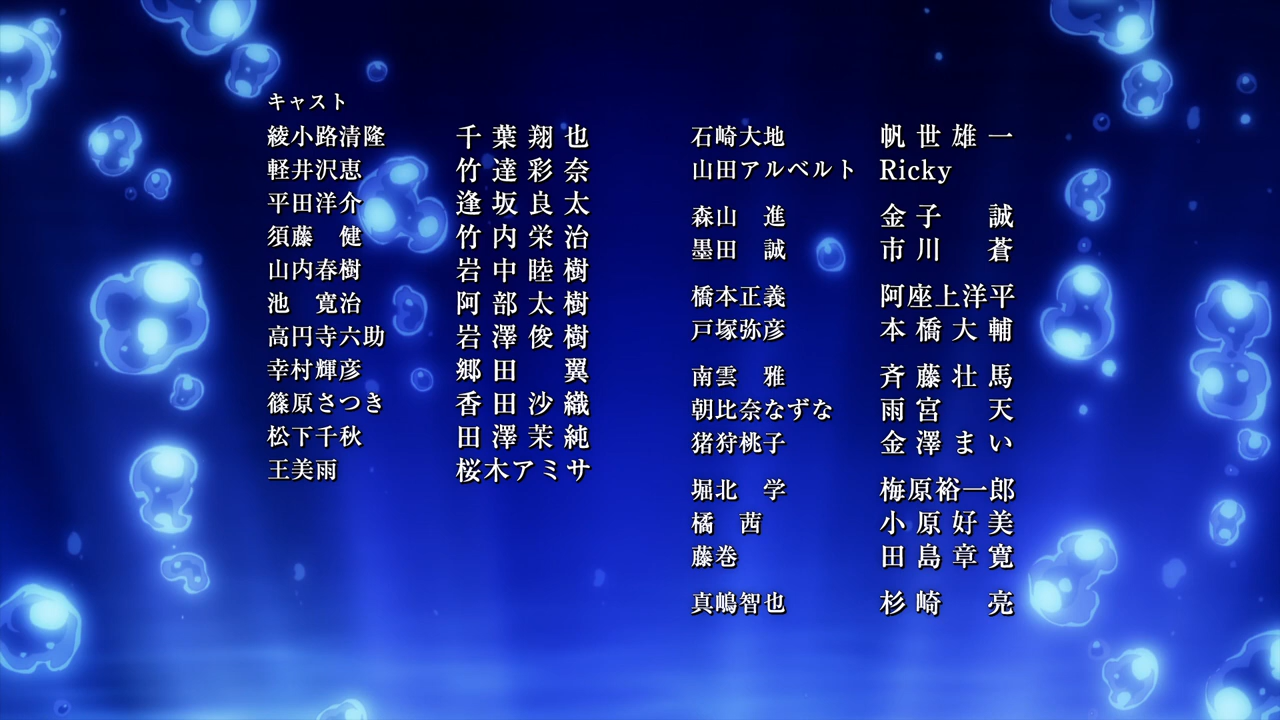 キャスト
綾小路清隆 千葉翔也
軽井沢恵 竹達彩奈
平田洋介 逢坂良太
須藤　健 竹内栄治
山内春樹 岩中睦樹
池　寛治 阿部大樹
高円寺六助 岩澤俊樹
幸村輝彦 郷田　翼
篠原さつき 香田沙織
松下千秋 田澤茉純
王美雨 桜木アミサ
石崎大地 帆世雄一
山田アルベルト Ricky
森山　進 金子　誠
墨田　誠 市川　蒼
橋本正義 阿座上洋平
戸塚弥彦 本橋大輔
南雲　雅 斉藤壮馬
朝比奈なずな 雨宮　天
猪狩桃子 金澤まい
堀北　学 梅原裕一郎
橘　茜 小原好美
藤巻 田島章寛
真嶋智也 杉崎　亮